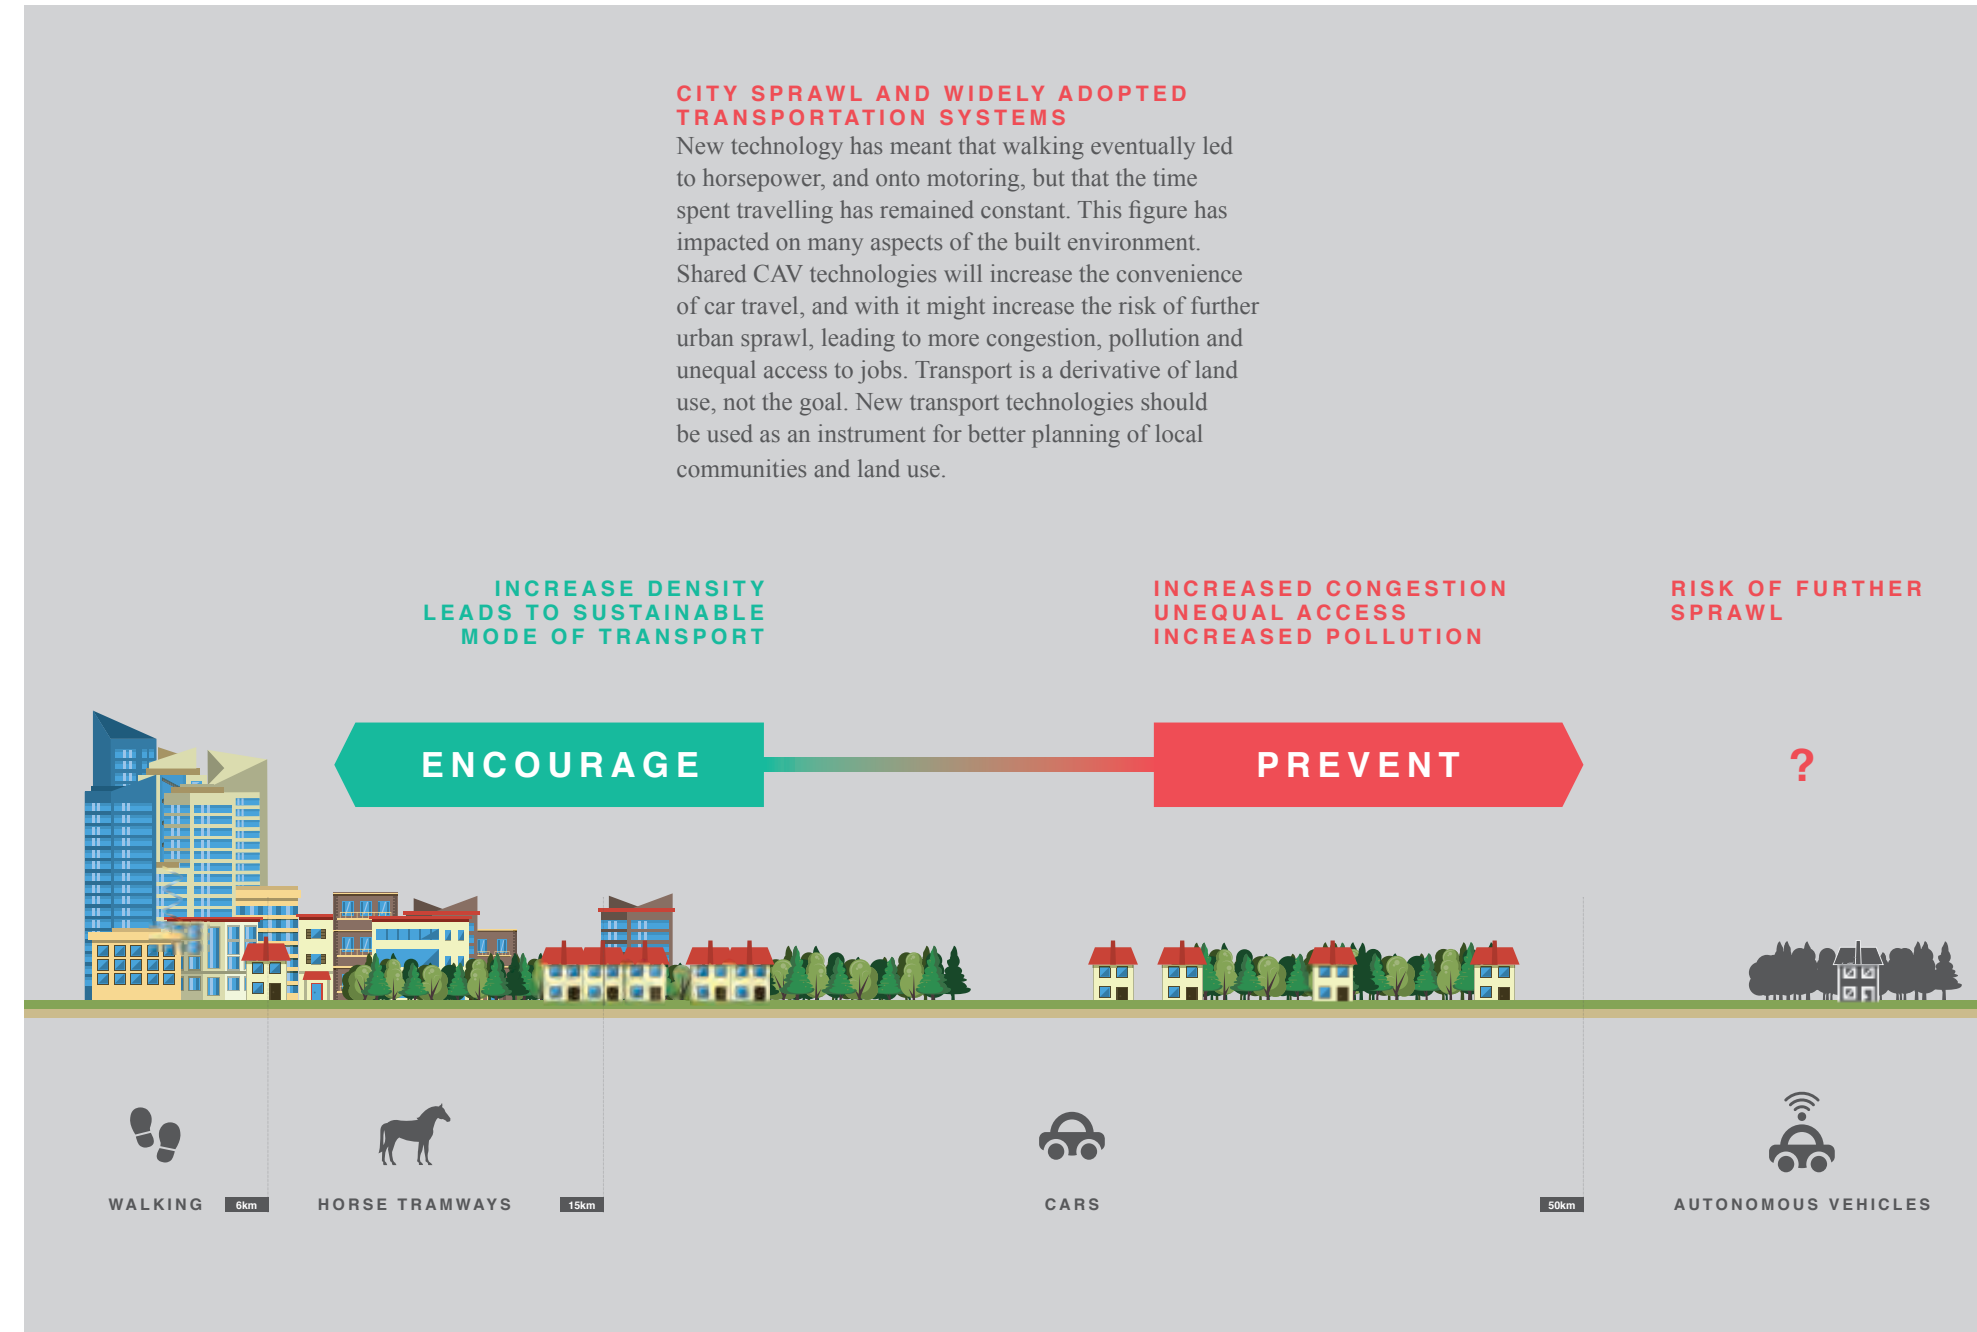 CITY SPRAWL AND WIDELY ADOPTED
TRANSPORTATION SYSTEMS
New technology has meant that walking eventually led
to horsepower, and onto motoring, but that the time
spent travelling has remained constant. This figure has
impacted on many aspects of the built environment.
Shared CAV technologies will increase the convenience
of car travel, and with it might increase the risk of further
urban sprawl, leading to more congestion, pollution and
unequal access to jobs. Transport is a derivative of land
use, not the goal. New transport technologies should
be used as an instrument for better planning of local
communities and land use.
INCREASE DENSITY
LEADS TO SUSTAINABLE
MODE OF TRANSPORT
INCREASED CONGESTION
UNEQUAL ACCESS
INCREASED POLLUTION
RISK OF FURTHER
SPRAWL
ENCOURAGE
PREVENT
?
WALKING
6km
HORSE TRAMWAYS
15km
CARS
50km
AUTONOMOUS VEHICLES